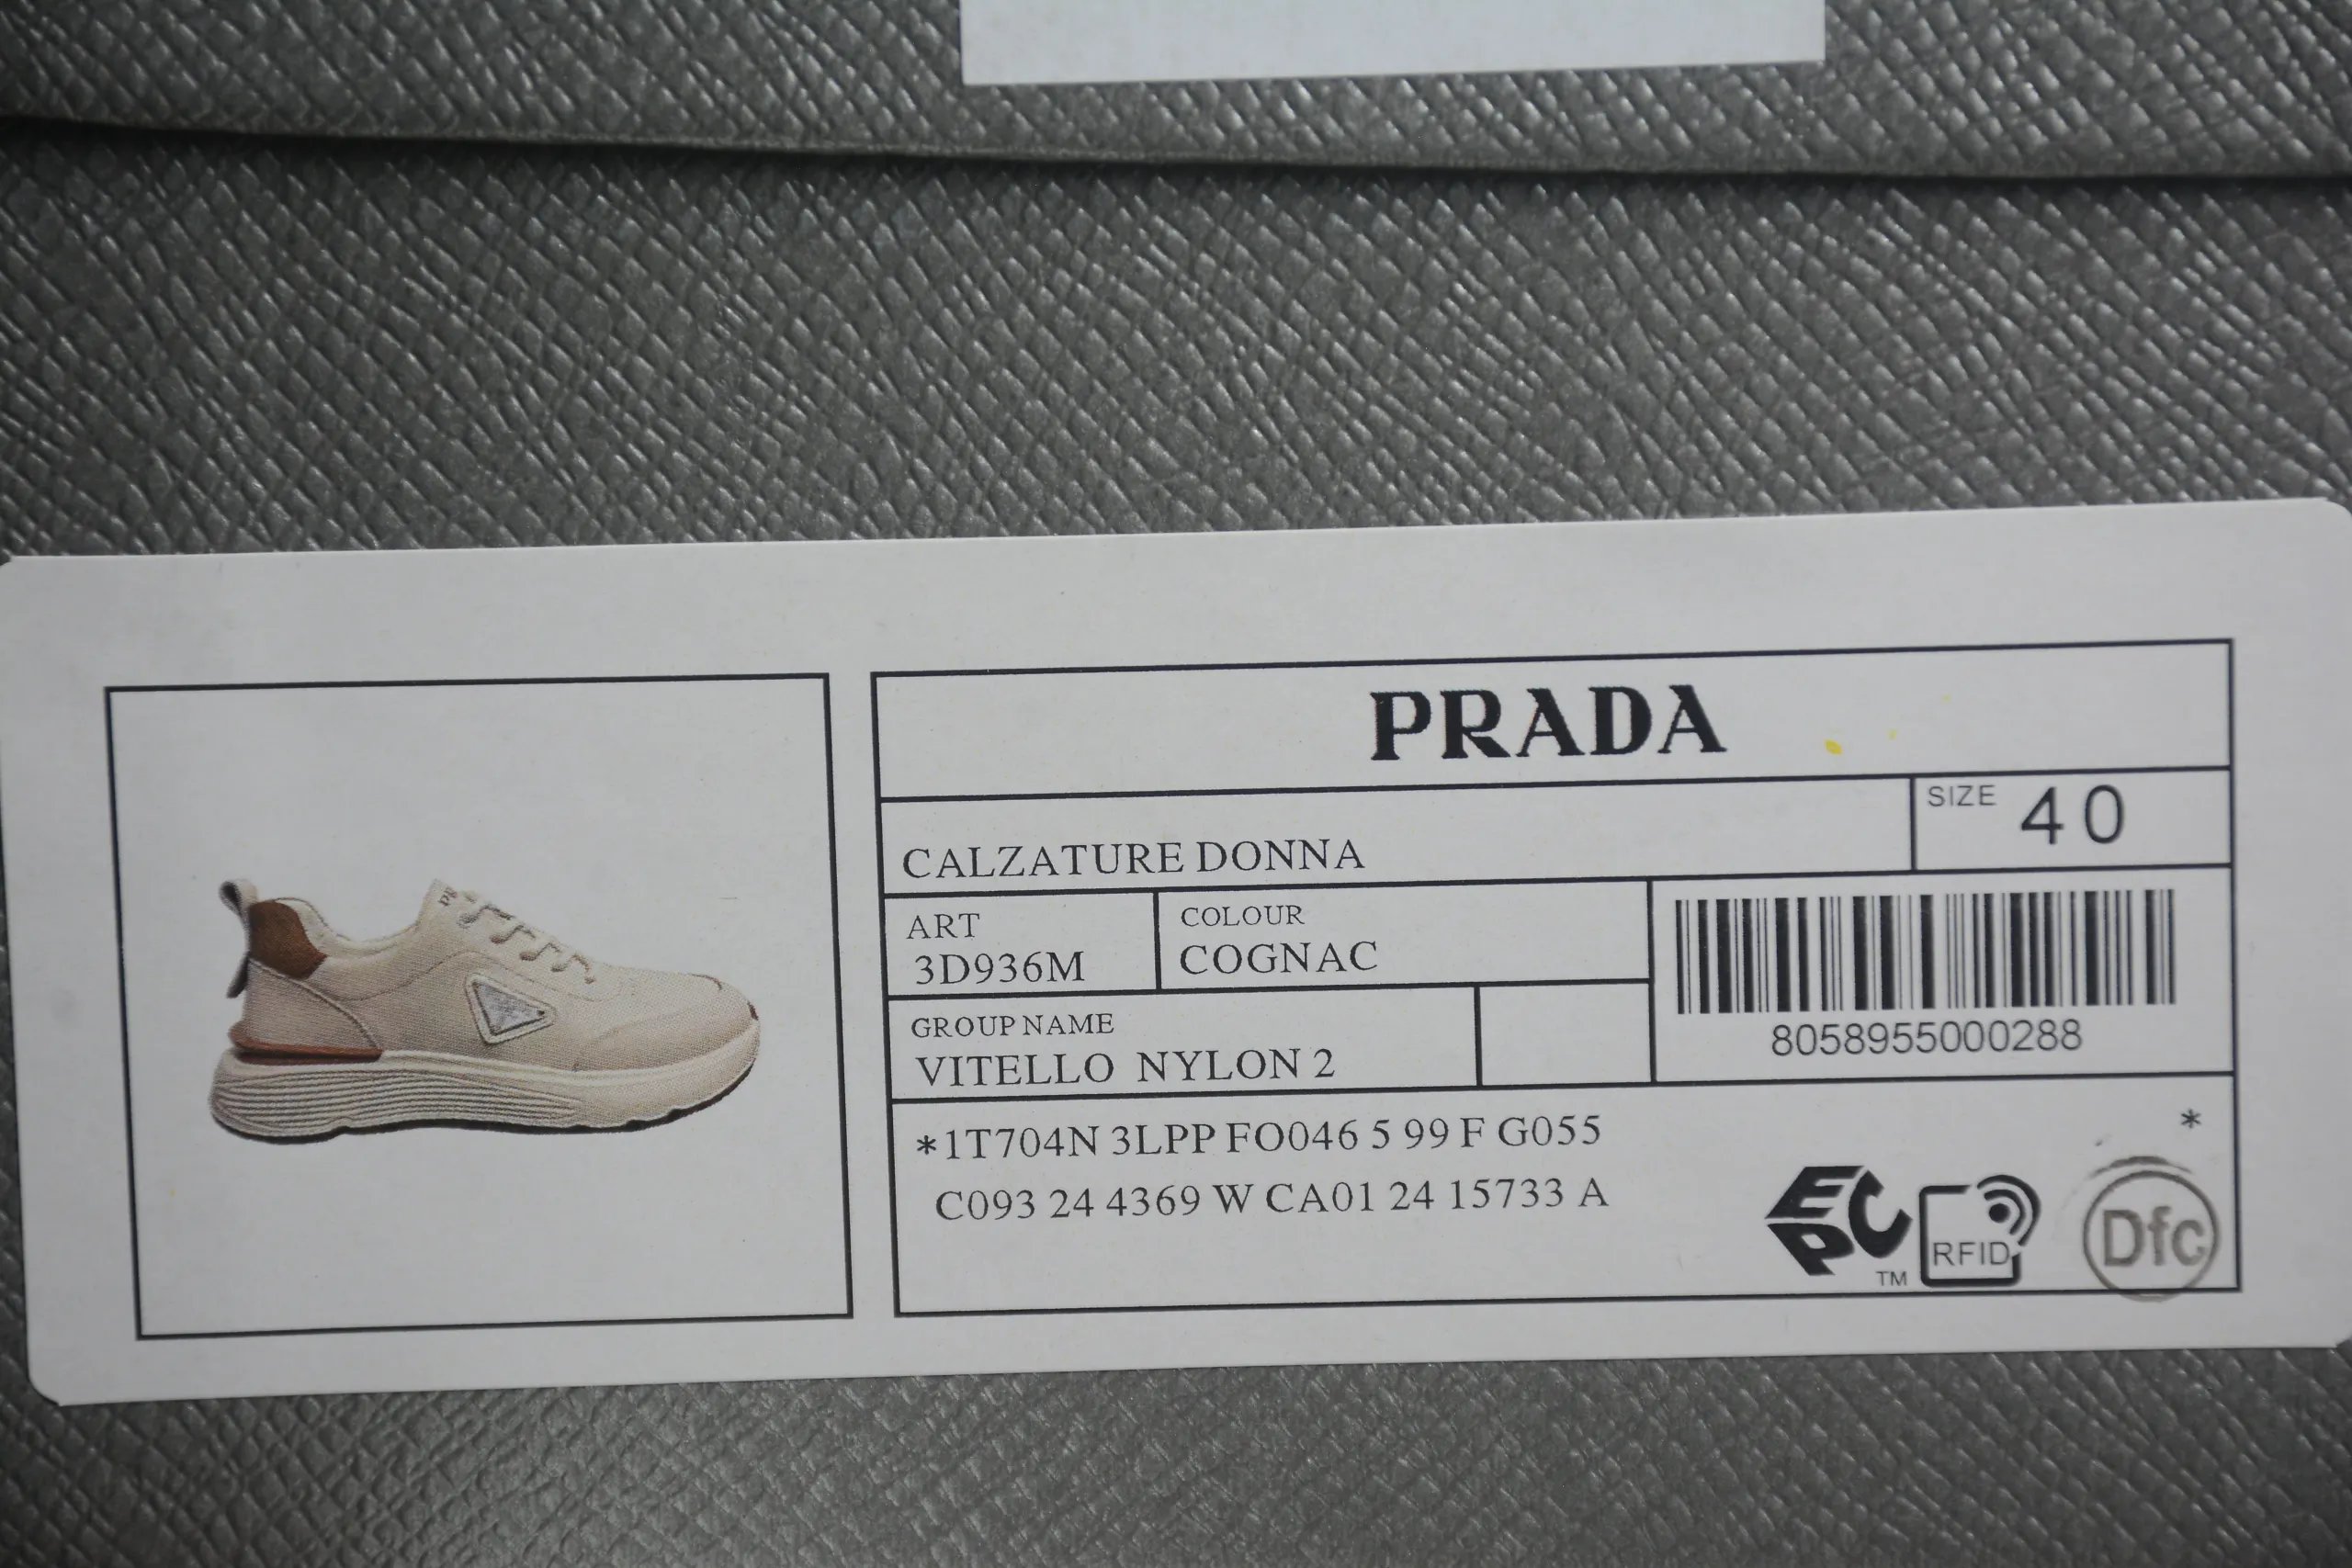 PRADA
SIZE 40
CALZATURE DONNA
ART
3D936M
COLOUR
COGNAC
8058955000288
GROUP NAME
VITELLO NYLON 2
*1T704N 3LPP FO046 5 99 F G055
*
C093 24 4369 W CA01 24 15733 A
EPC
TM
RFID
Dfc